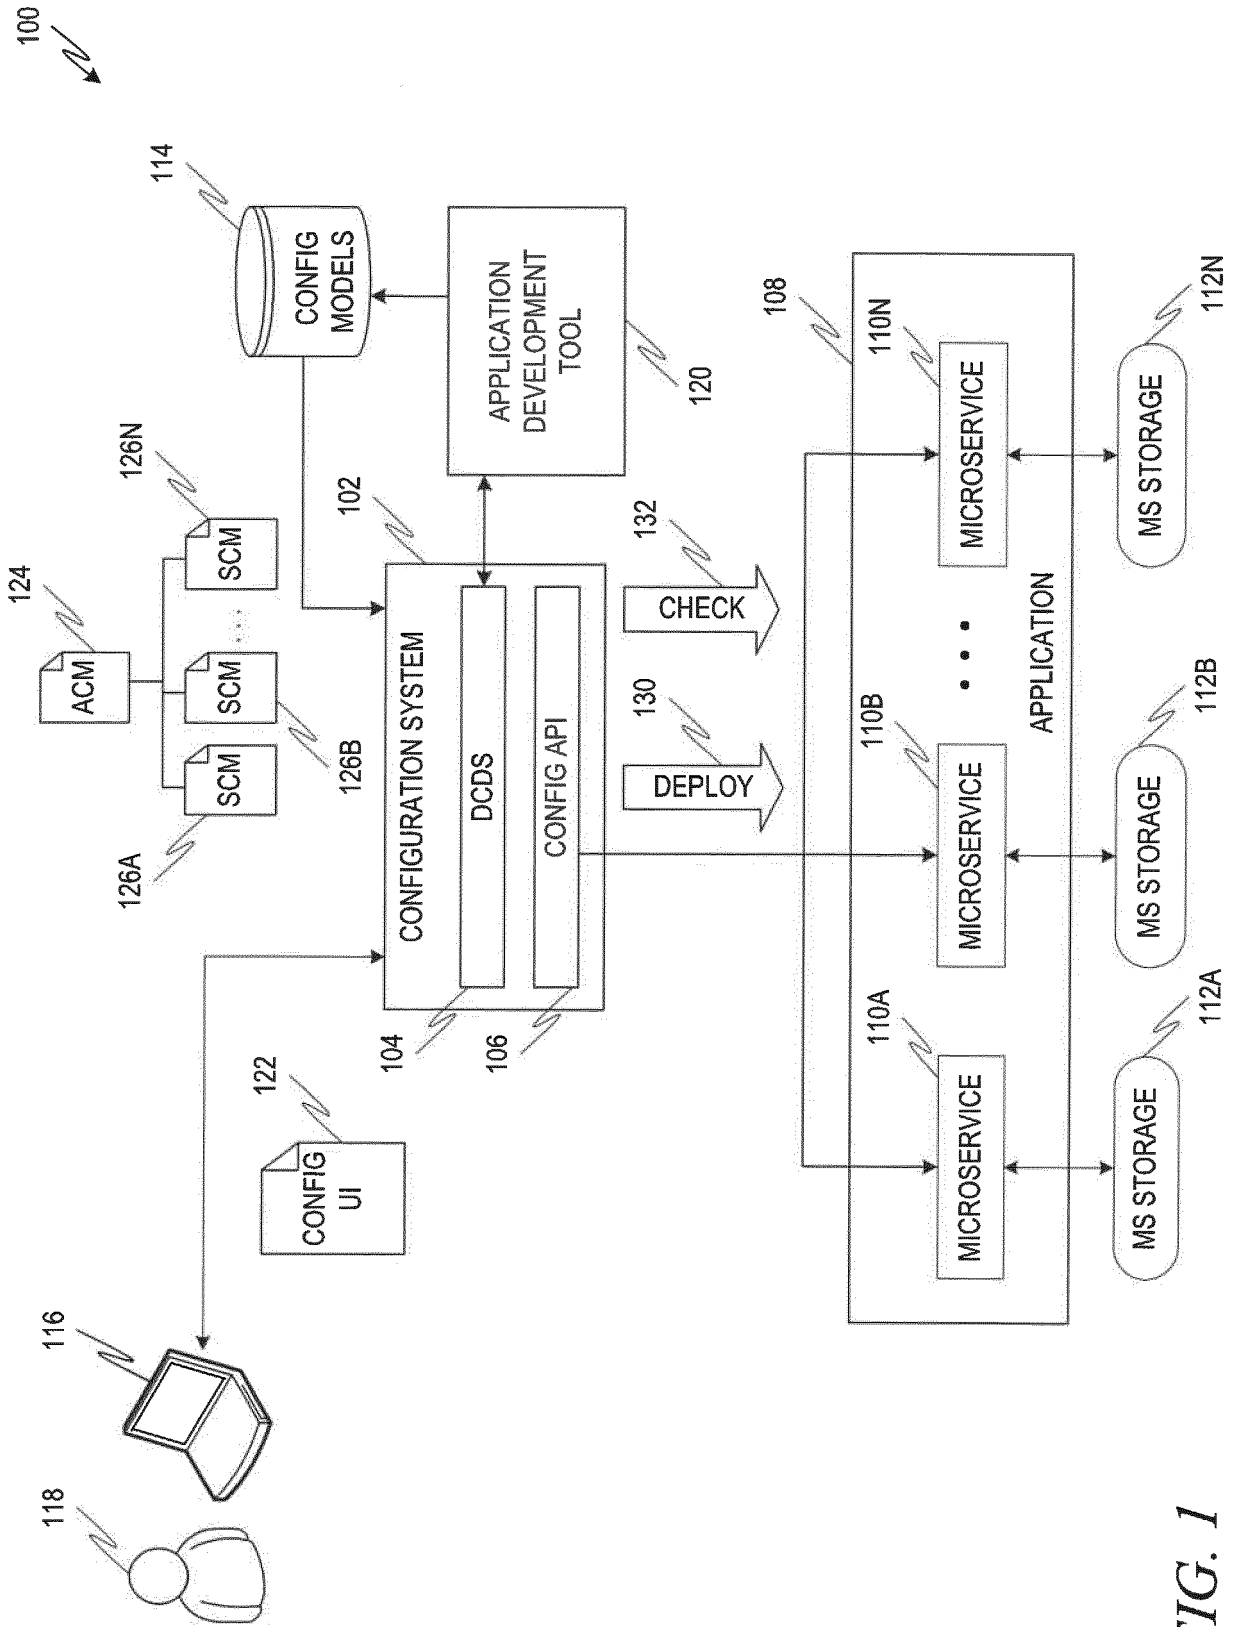 100
118
116
CONFIG
UI
122
ACM
124
SCM
126A
SCM
126B
...
SCM
126N
CONFIG
MODELS
114
CONFIGURATION SYSTEM
102
DCDS
104
CONFIG API
106
APPLICATION
DEVELOPMENT
TOOL
120
DEPLOY
130
CHECK
132
108
MICROSERVICE
110A
MICROSERVICE
110B
• • •
MICROSERVICE
110N
APPLICATION
MS STORAGE
112A
MS STORAGE
112B
MS STORAGE
112N
FIG. 1